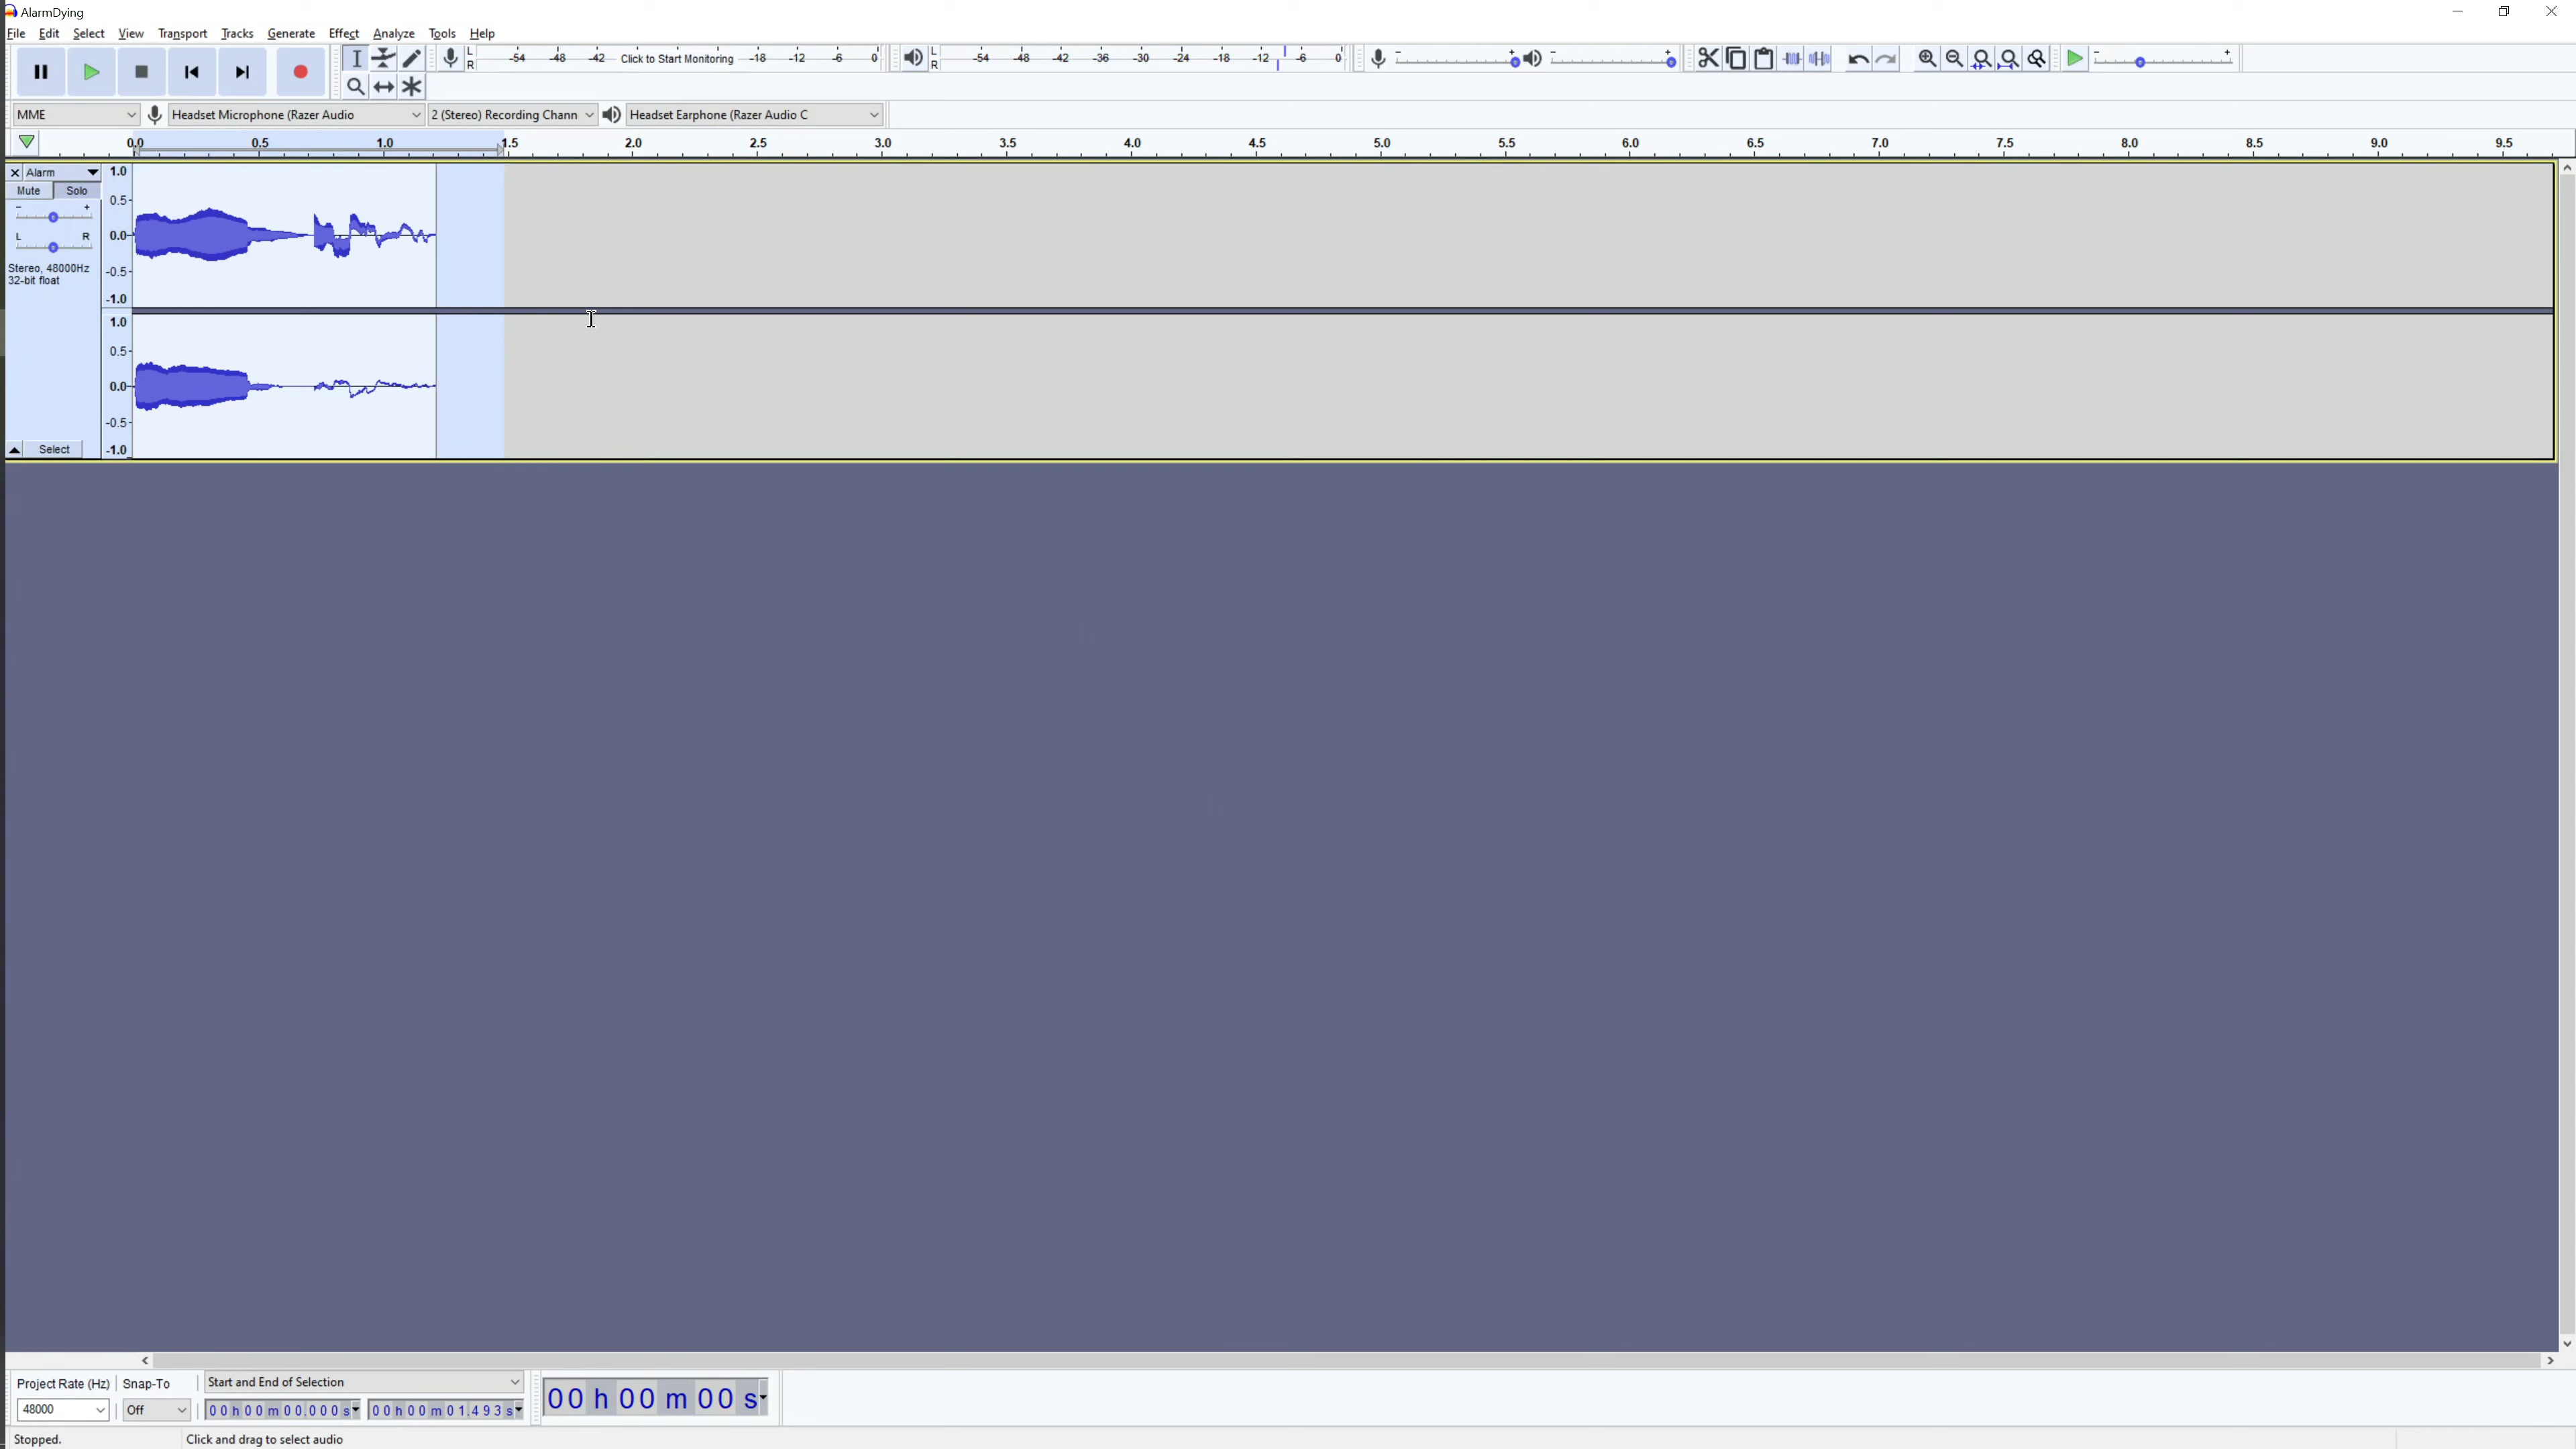 AlarmDying
File Edit Select View Transport Tracks Generate Effect Analyze Tools Help
L
R
-54 -48 -42 Click to Start Monitoring -18 -12 -6 0
L
R
-54 -48 -42 -36 -30 -24 -18 -12 -6 0
- +
- +
- +
MME Headset Microphone (Razer Audio 2 (Stereo) Recording Chann Headset Earphone (Razer Audio C
0.0 0.5 1.0 1.5 2.0 2.5 3.0 3.5 4.0 4.5 5.0 5.5 6.0 6.5 7.0 7.5 8.0 8.5 9.0 9.5
Alarm
Mute Solo
- +
L R
Stereo, 48000Hz
32-bit float
Select
1.0
0.5
0.0
-0.5
-1.0
1.0
0.5
0.0
-0.5
-1.0
Project Rate (Hz) Snap-To Start and End of Selection
48000 Off 00 h 00 m 00.000 s 00 h 00 m 01.493 s 00 h 00 m 00 s
Stopped. Click and drag to select audio